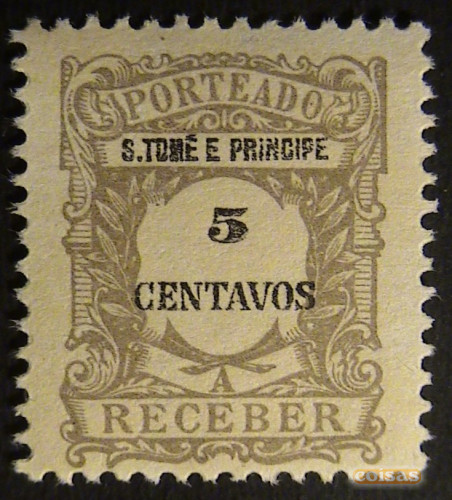 PORTEADO
S. TOMÉ E PRINCIPE
5
CENTAVOS
A
RECEBER
coisas